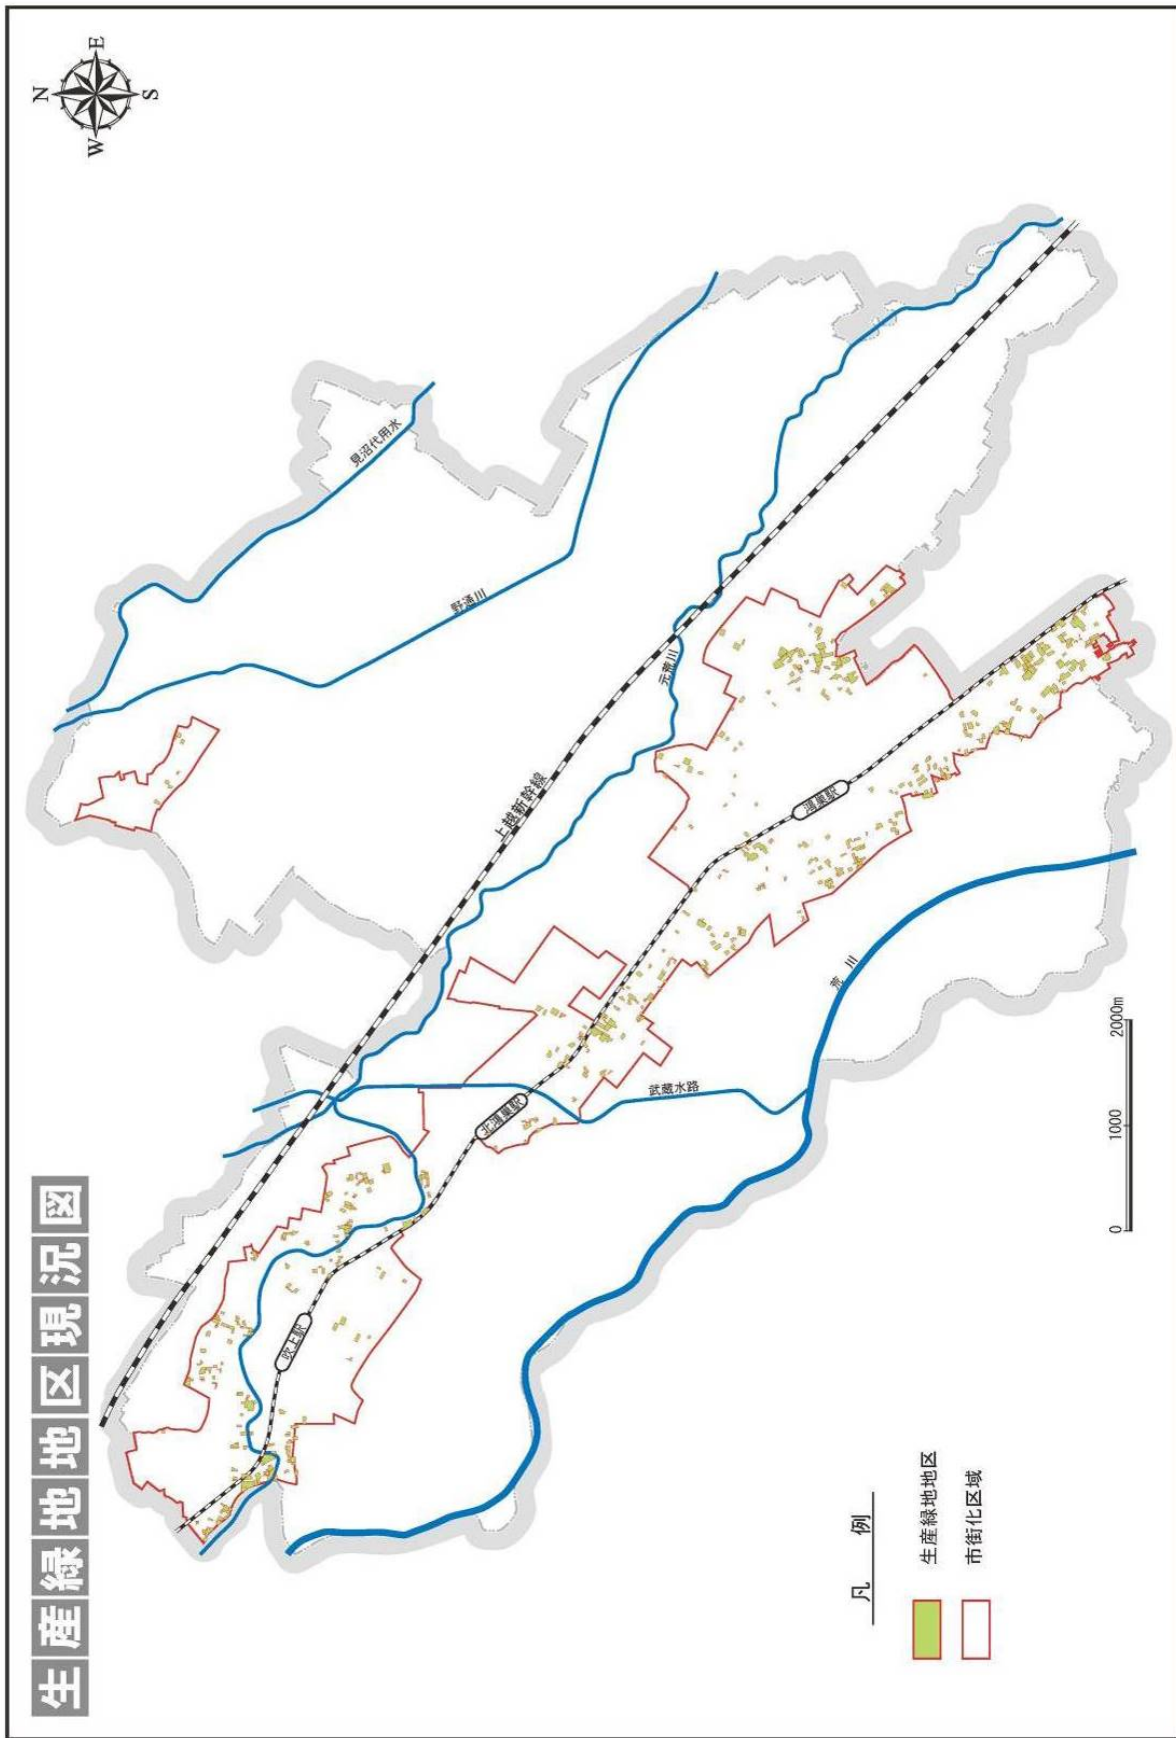 生産緑地地区現況図
N
E
S
W
見沼代用水
野通川
上越新幹線
元荒川
鴻巣駅
荒川
北鴻巣駅
武蔵水路
吹上駅
0 1000 2000m
凡例
生産緑地地区
市街化区域